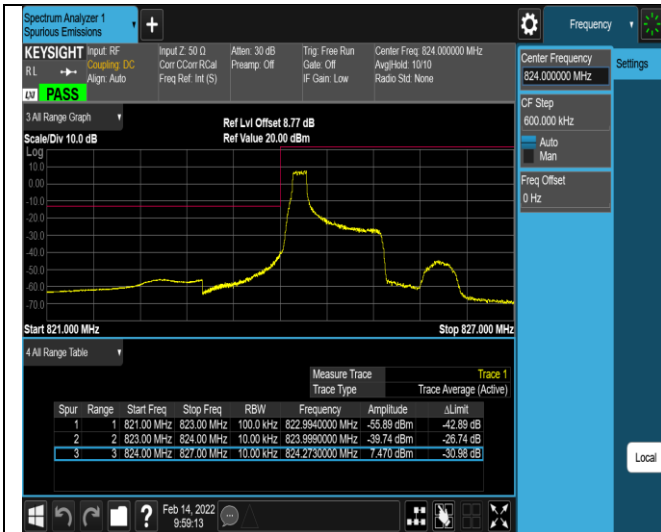 Spectrum Analyzer 1
Spurious Emissions
Frequency
KEYSIGHT
Input: RF
Coupling: DC
Align: Auto
Input Z: 50 Ω
Corr CCorr RCal
Freq Ref: Int (S)
Atten: 30 dB
Preamp: Off
Trig: Free Run
Gate: Off
IF Gain: Low
Center Freq: 824.000000 MHz
Avg|Hold: 10/10
Radio Std: None
R L
LXI
PASS
Center Frequency
824.000000 MHz
Settings
CF Step
600.000 kHz
Auto
Man
Freq Offset
0 Hz
3 All Range Graph
Ref Lvl Offset 8.77 dB
Scale/Div 10.0 dB
Ref Value 20.00 dBm
Log
10.0
0.00
-10.0
-20.0
-30.0
-40.0
-50.0
-60.0
-70.0
Start 821.000 MHz
Stop 827.000 MHz
4 All Range Table
Measure Trace Trace 1
Trace Type Trace Average (Active)
Spur Range Start Freq Stop Freq RBW Frequency Amplitude ΔLimit
1 1 821.00 MHz 823.00 MHz 100.0 kHz 822.9940000 MHz -55.89 dBm -42.89 dB
2 2 823.00 MHz 824.00 MHz 10.00 kHz 823.9990000 MHz -39.74 dBm -26.74 dB
3 3 824.00 MHz 827.00 MHz 10.00 kHz 824.2730000 MHz 7.470 dBm -30.98 dB
Local
Feb 14, 2022
9:59:13